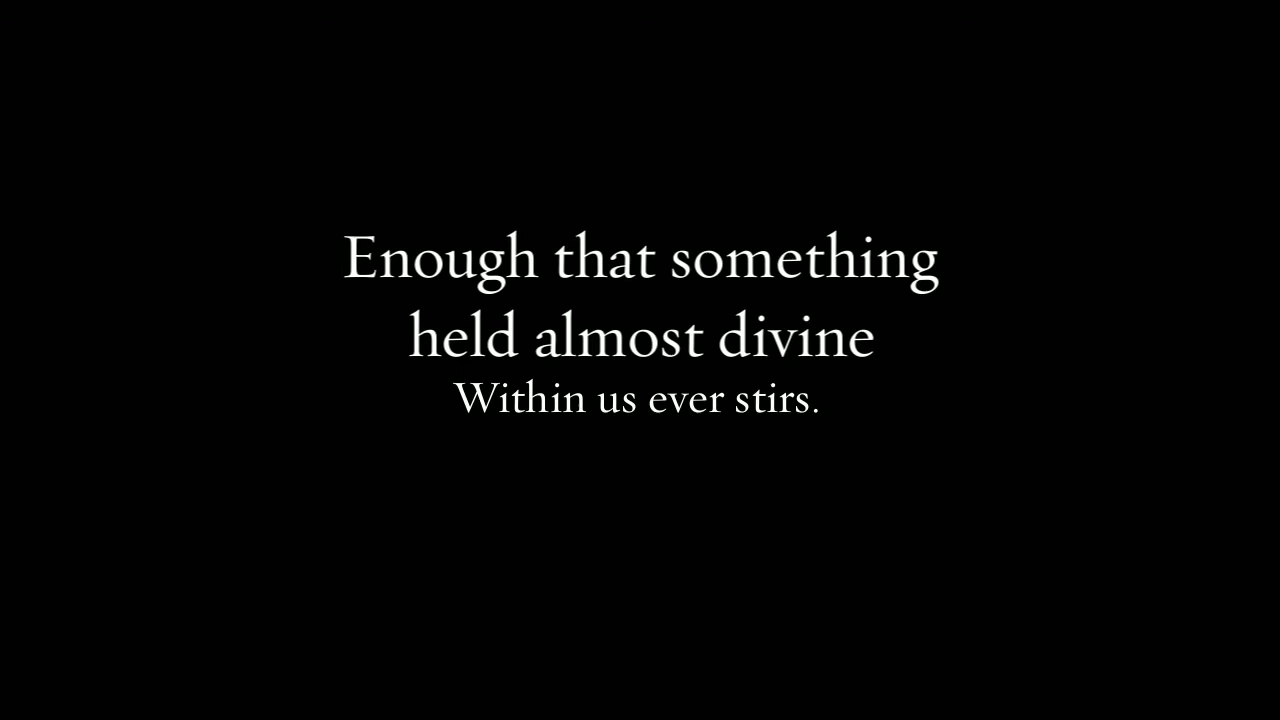 Enough that something
held almost divine
Within us ever stirs.